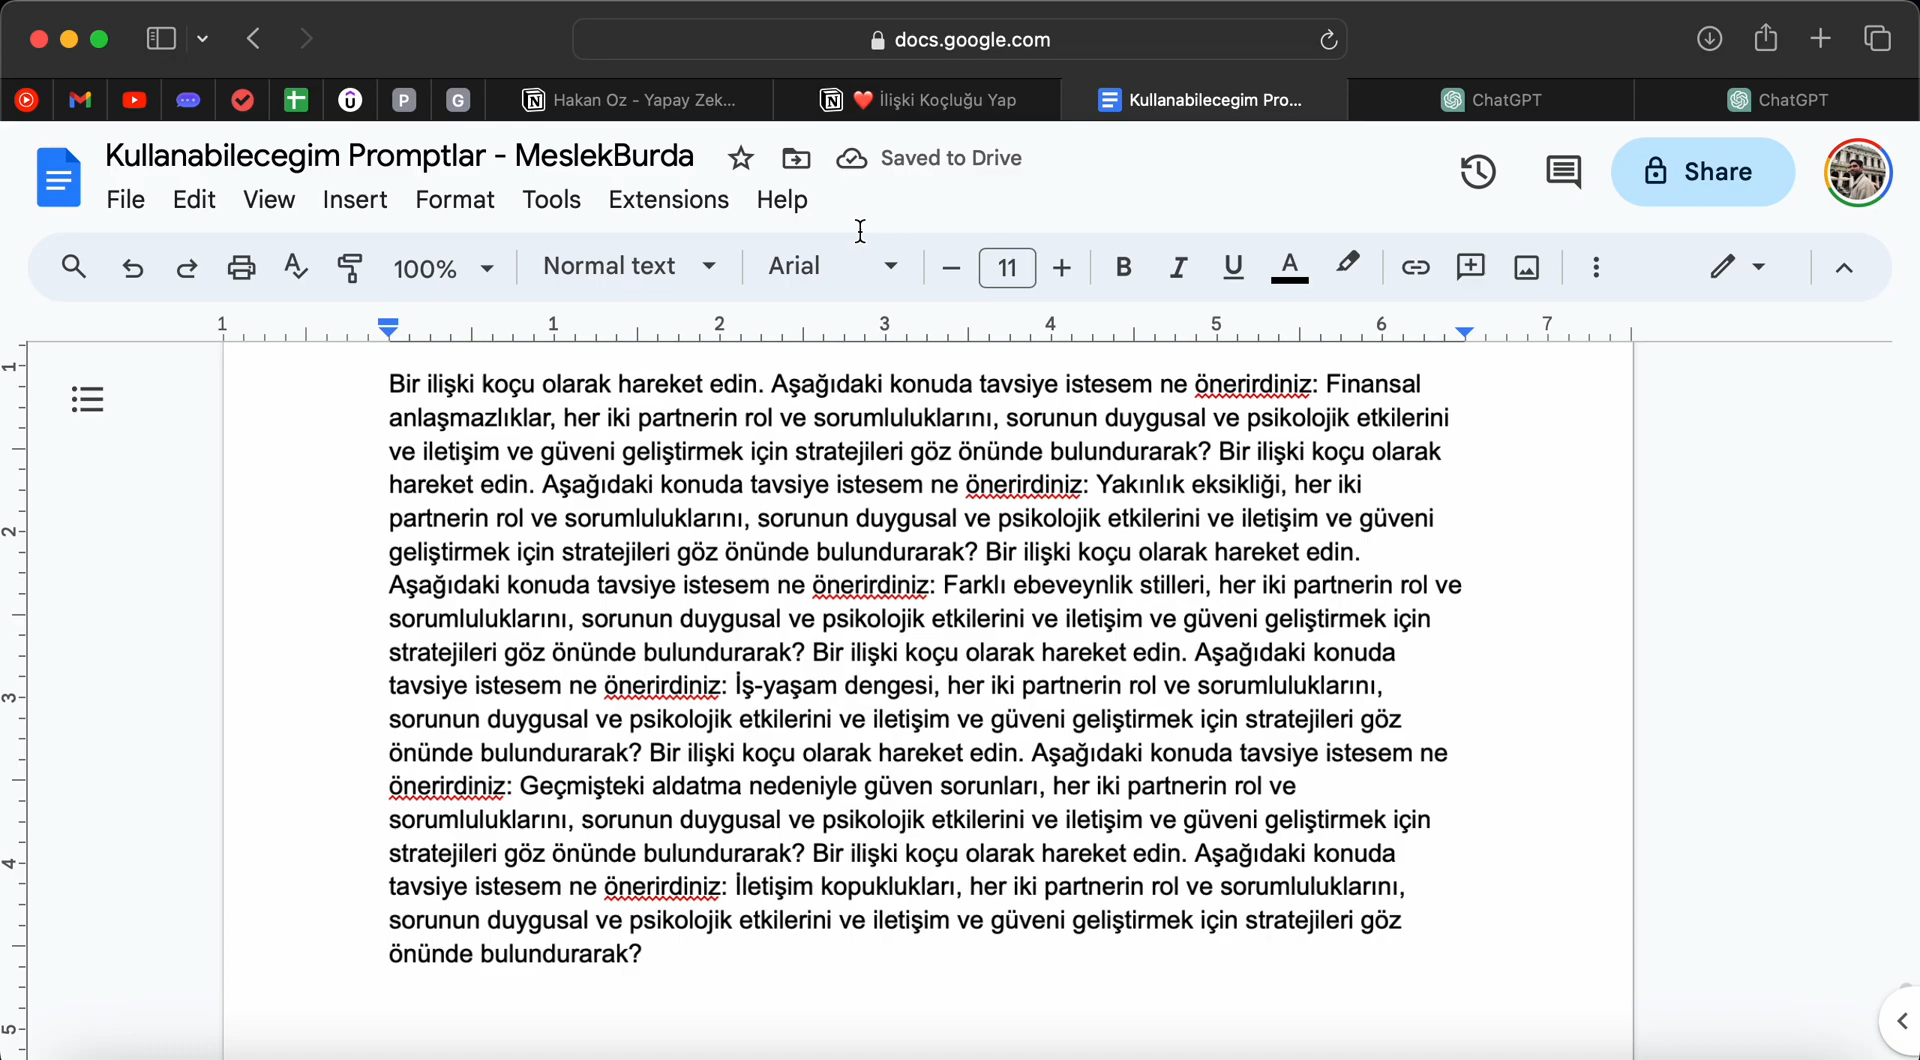 docs.google.com
P
G
Hakan Oz - Yapay Zek...
❤️ İlişki Koçluğu Yap
Kullanabilecegim Pro...
ChatGPT
ChatGPT
Kullanabilecegim Promptlar - MeslekBurda
Saved to Drive
Share
File Edit View Insert Format Tools Extensions Help
100% Normal text Arial 11 B I U A
1 1 2 3 4 5 6 7
1
2
3
4
5
Bir ilişki koçu olarak hareket edin. Aşağıdaki konuda tavsiye istesem ne önerirdiniz: Finansal
anlaşmazlıklar, her iki partnerin rol ve sorumluluklarını, sorunun duygusal ve psikolojik etkilerini
ve iletişim ve güveni geliştirmek için stratejileri göz önünde bulundurarak? Bir ilişki koçu olarak
hareket edin. Aşağıdaki konuda tavsiye istesem ne önerirdiniz: Yakınlık eksikliği, her iki
partnerin rol ve sorumluluklarını, sorunun duygusal ve psikolojik etkilerini ve iletişim ve güveni
geliştirmek için stratejileri göz önünde bulundurarak? Bir ilişki koçu olarak hareket edin.
Aşağıdaki konuda tavsiye istesem ne önerirdiniz: Farklı ebeveynlik stilleri, her iki partnerin rol ve
sorumluluklarını, sorunun duygusal ve psikolojik etkilerini ve iletişim ve güveni geliştirmek için
stratejileri göz önünde bulundurarak? Bir ilişki koçu olarak hareket edin. Aşağıdaki konuda
tavsiye istesem ne önerirdiniz: İş-yaşam dengesi, her iki partnerin rol ve sorumluluklarını,
sorunun duygusal ve psikolojik etkilerini ve iletişim ve güveni geliştirmek için stratejileri göz
önünde bulundurarak? Bir ilişki koçu olarak hareket edin. Aşağıdaki konuda tavsiye istesem ne
önerirdiniz: Geçmişteki aldatma nedeniyle güven sorunları, her iki partnerin rol ve
sorumluluklarını, sorunun duygusal ve psikolojik etkilerini ve iletişim ve güveni geliştirmek için
stratejileri göz önünde bulundurarak? Bir ilişki koçu olarak hareket edin. Aşağıdaki konuda
tavsiye istesem ne önerirdiniz: İletişim kopuklukları, her iki partnerin rol ve sorumluluklarını,
sorunun duygusal ve psikolojik etkilerini ve iletişim ve güveni geliştirmek için stratejileri göz
önünde bulundurarak?